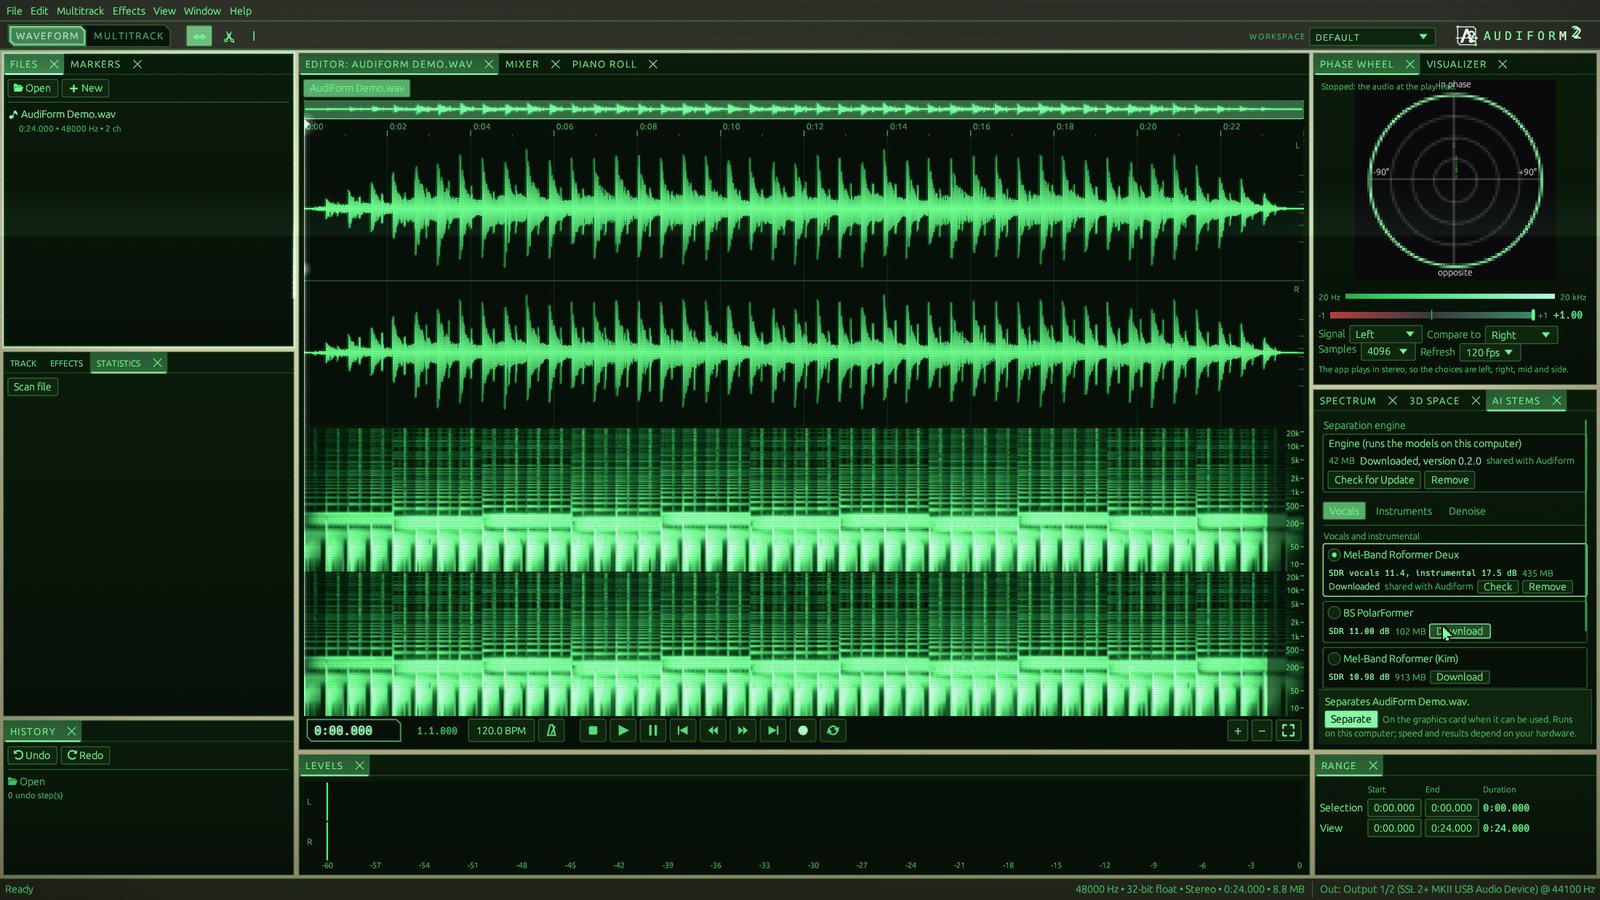 File Edit Multitrack Effects View Window Help
WAVEFORM MULTITRACK
WORKSPACE DEFAULT
AUDIFORM 2
FILES MARKERS
Open New
AudiForm Demo.wav
0:24.000 • 48000 Hz • 2 ch
TRACK EFFECTS STATISTICS
Scan file
HISTORY
Undo Redo
Open
0 undo step(s)
EDITOR: AUDIFORM DEMO.WAV MIXER PIANO ROLL
AudiForm Demo.wav
0:00 0:02 0:04 0:06 0:08 0:10 0:12 0:14 0:16 0:18 0:20 0:22
L
R
20k
10k
5k
2k
1k
500
200
50
10
20k
10k
5k
2k
1k
500
200
50
10
0:00.000 1.1.000 120.0 BPM
LEVELS
L
R
-60 -57 -54 -51 -48 -45 -42 -39 -36 -33 -30 -27 -24 -21 -18 -15 -12 -9 -6 -3 0
PHASE WHEEL VISUALIZER
Stopped: the audio at the playhead.
in phase
-90° +90°
opposite
20 Hz 20 kHz
-1 +1 +1.00
Signal Left Compare to Right
Samples 4096 Refresh 120 fps
The app plays in stereo, so the choices are left, right, mid and side.
SPECTRUM 3D SPACE AI STEMS
Separation engine
Engine (runs the models on this computer)
42 MB Downloaded, version 0.2.0 shared with Audiform
Check for Update Remove
Vocals Instruments Denoise
Vocals and instrumental
Mel-Band Roformer Deux
SDR vocals 11.4, instrumental 17.5 dB 435 MB
Downloaded shared with Audiform Check Remove
BS PolarFormer
SDR 11.00 dB 102 MB Download
Mel-Band Roformer (Kim)
SDR 10.98 dB 913 MB Download
Separates AudiForm Demo.wav.
Separate On the graphics card when it can be used. Runs
on this computer; speed and results depend on your hardware.
RANGE
Start End Duration
Selection 0:00.000 0:00.000 0:00.000
View 0:00.000 0:24.000 0:24.000
Ready
48000 Hz • 32-bit float • Stereo • 0:24.000 • 8.8 MB
Out: Output 1/2 (SSL 2+ MKII USB Audio Device) @ 44100 Hz